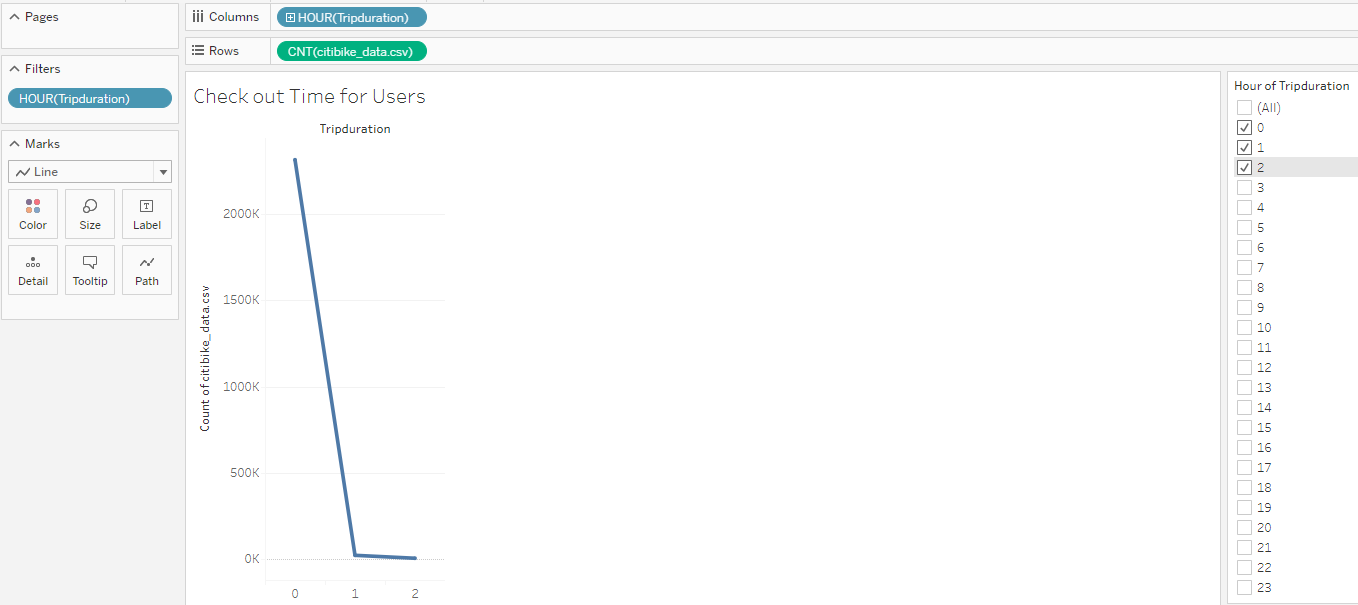 Pages
Columns
HOUR(Tripduration)
Rows
CNT(citibike_data.csv)
Filters
HOUR(Tripduration)
Marks
Line
Color
Size
Label
Detail
Tooltip
Path
Check out Time for Users
Tripduration
Count of citibike_data.csv
2000K
1500K
1000K
500K
0K
0
1
2
Hour of Tripduration
(All)
0
1
2
3
4
5
6
7
8
9
10
11
12
13
14
15
16
17
18
19
20
21
22
23